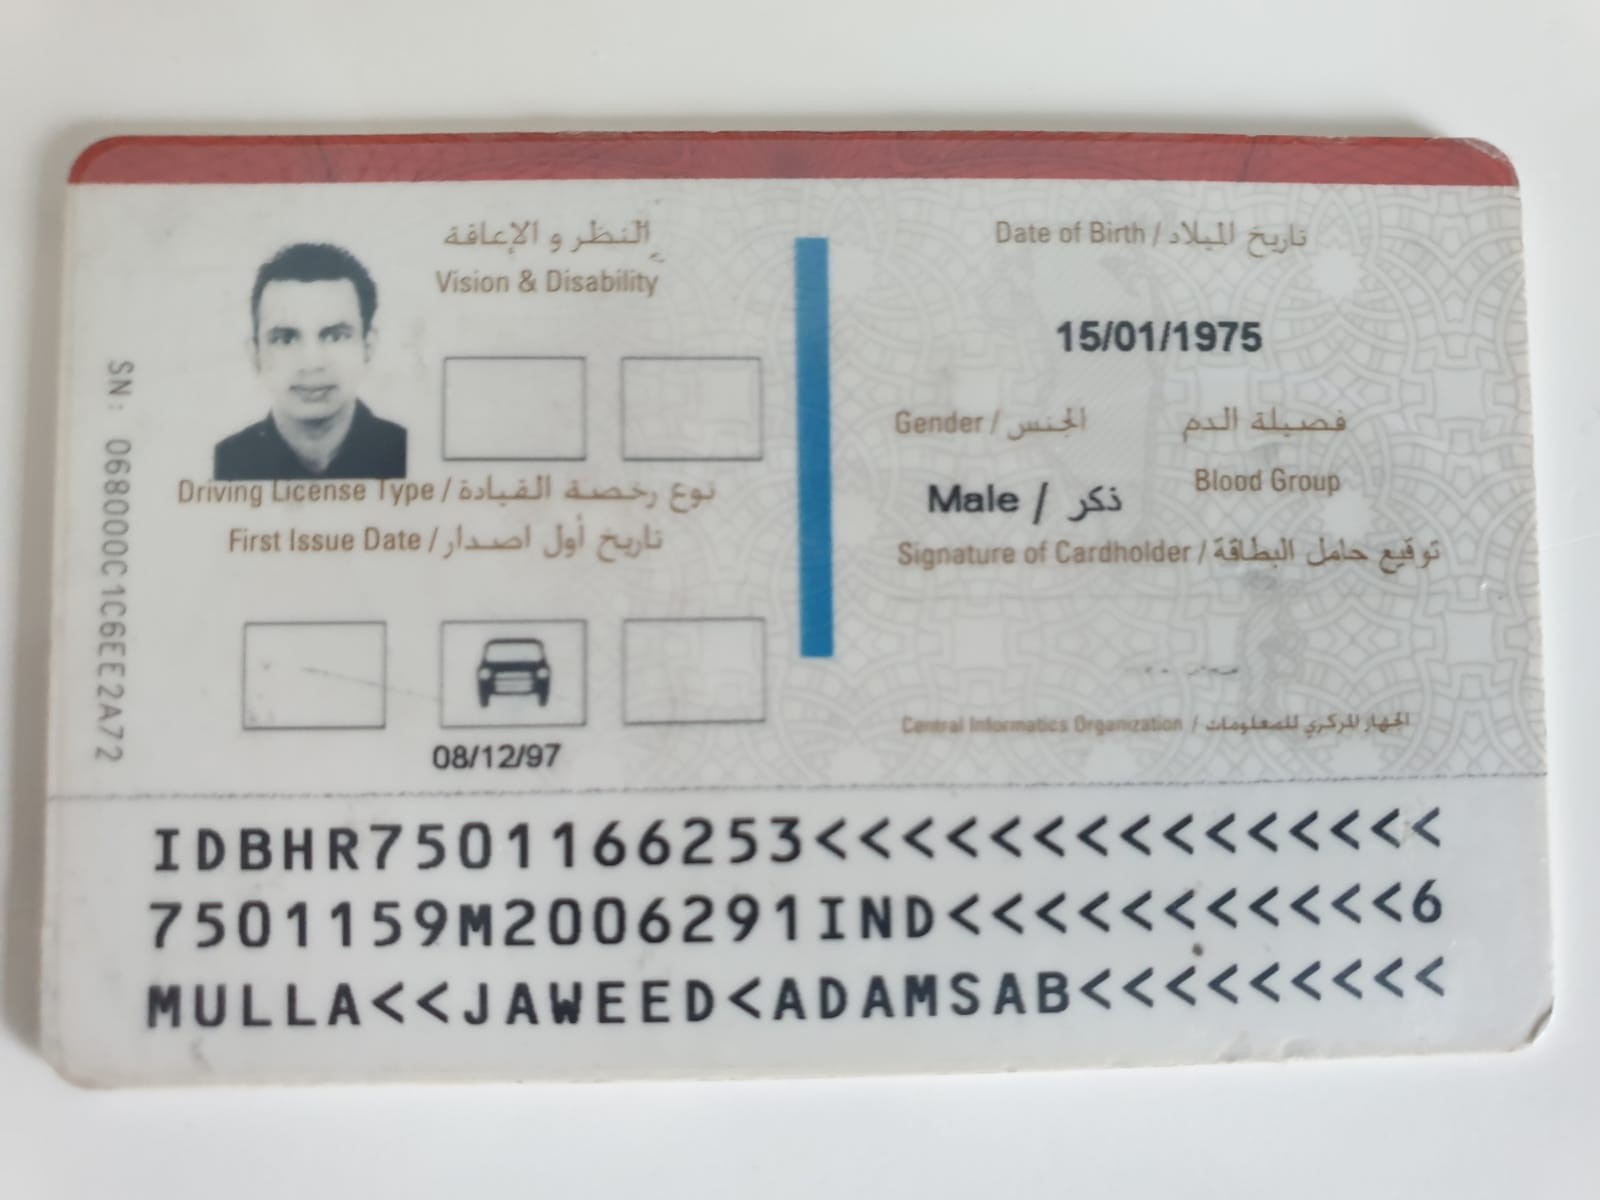 النظر و الإعاقة
Vision & Disability
Driving License Type / نوع رخصة القيادة
First Issue Date / تاريخ أول اصدار
08/12/97
SN: 0680000C1C6EE2A72
Date of Birth / تاريخ الميلاد
15/01/1975
Gender / الجنس
Male / ذكر
فصيلة الدم
Blood Group
Signature of Cardholder / توقيع حامل البطاقة
Central Informatics Organization / الجهاز المركزي للمعلومات
IDBHR7501166253<<<<<<<<<<<<<<<
7501159M2006291IND<<<<<<<<<<<6
MULLA<<JAWEED<ADAMSAB<<<<<<<<<